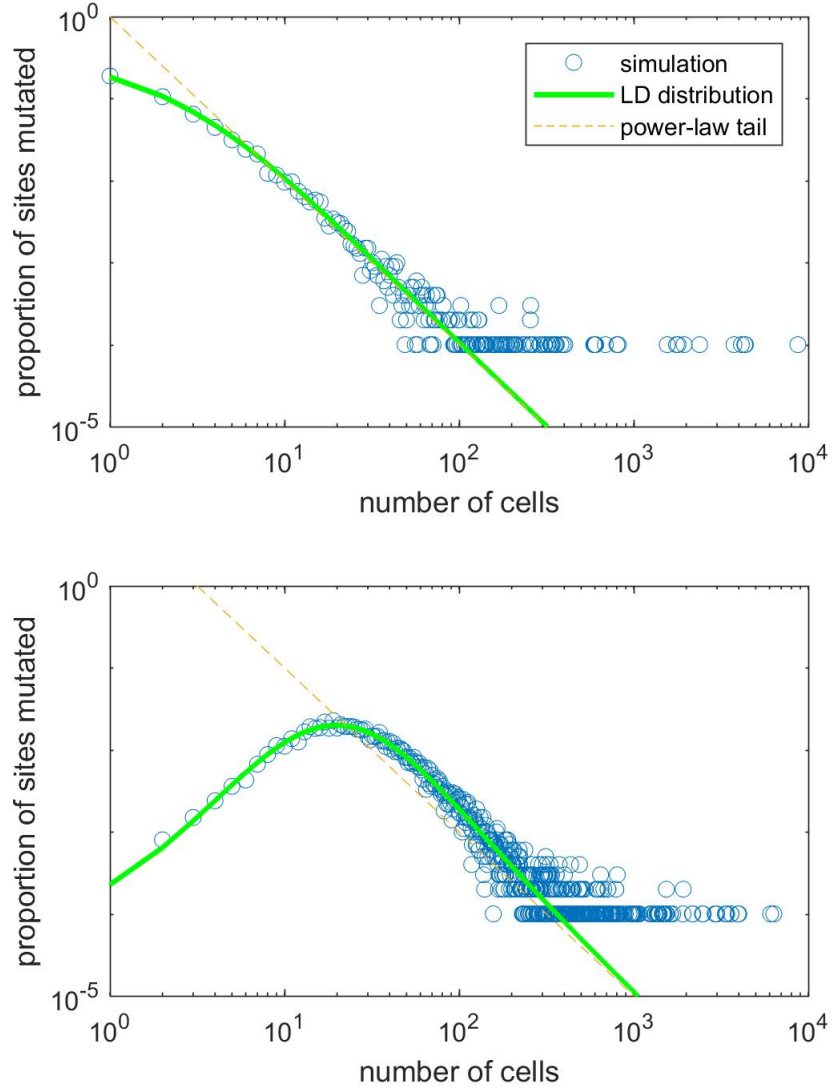 10^0
simulation
LD distribution
power-law tail
proportion of sites mutated
10^-5
10^0 10^1 10^2 10^3 10^4
number of cells
10^0
proportion of sites mutated
10^-5
10^0 10^1 10^2 10^3 10^4
number of cells